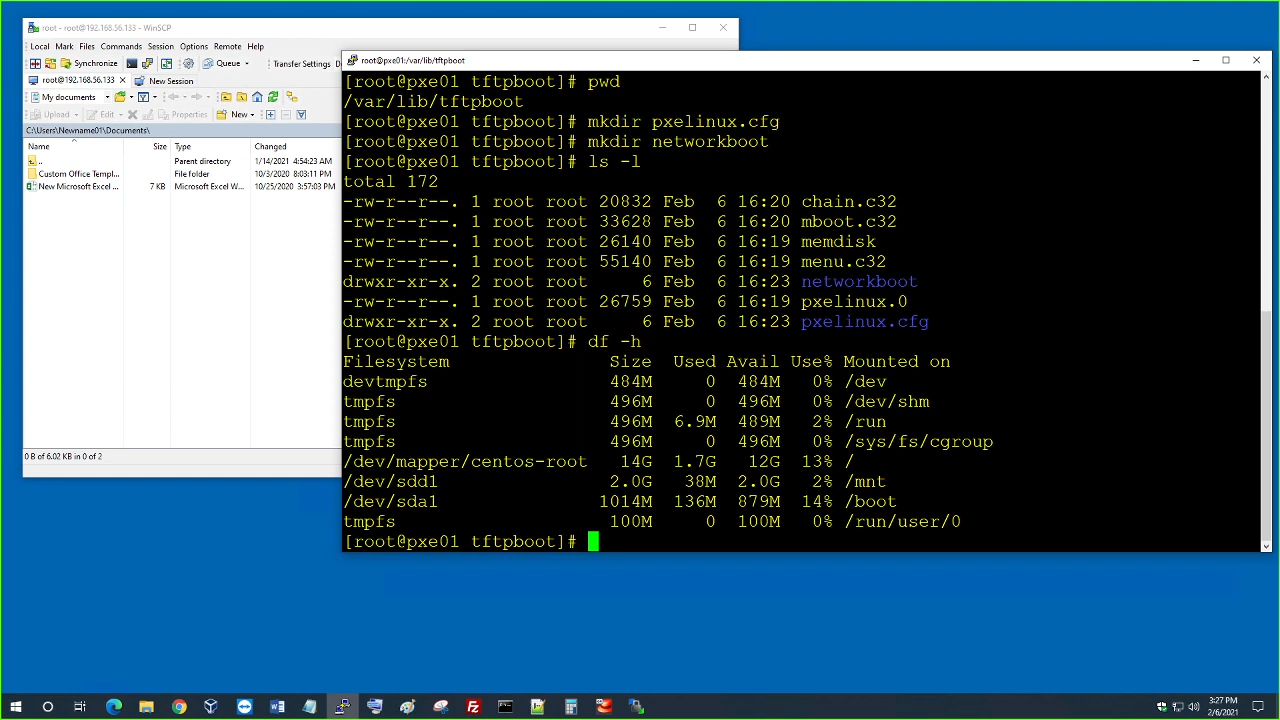 root - root@192.168.56.133 - WinSCP
Local Mark Files Commands Session Options Remote Help
Synchronize Queue Transfer Settings De
root@192.168.56.133 New Session
My documents
Upload Edit Properties New
C:\Users\Newname01\Documents\
Name Size Type Changed
.. Parent directory 1/14/2021 4:54:23 AM
Custom Office Templ... File folder 10/3/2020 8:03:11 PM
New Microsoft Excel ... 7 KB Microsoft Excel W... 10/25/2020 3:57:03 PM
0 B of 6.02 KB in 0 of 2
root@pxe01:/var/lib/tftpboot
[root@pxe01 tftpboot]# pwd
/var/lib/tftpboot
[root@pxe01 tftpboot]# mkdir pxelinux.cfg
[root@pxe01 tftpboot]# mkdir networkboot
[root@pxe01 tftpboot]# ls -l
total 172
-rw-r--r--. 1 root root 20832 Feb 6 16:20 chain.c32
-rw-r--r--. 1 root root 33628 Feb 6 16:20 mboot.c32
-rw-r--r--. 1 root root 26140 Feb 6 16:19 memdisk
-rw-r--r--. 1 root root 55140 Feb 6 16:19 menu.c32
drwxr-xr-x. 2 root root 6 Feb 6 16:23 networkboot
-rw-r--r--. 1 root root 26759 Feb 6 16:19 pxelinux.0
drwxr-xr-x. 2 root root 6 Feb 6 16:23 pxelinux.cfg
[root@pxe01 tftpboot]# df -h
Filesystem Size Used Avail Use% Mounted on
devtmpfs 484M 0 484M 0% /dev
tmpfs 496M 0 496M 0% /dev/shm
tmpfs 496M 6.9M 489M 2% /run
tmpfs 496M 0 496M 0% /sys/fs/cgroup
/dev/mapper/centos-root 14G 1.7G 12G 13% /
/dev/sdd1 2.0G 38M 2.0G 2% /mnt
/dev/sda1 1014M 136M 879M 14% /boot
tmpfs 100M 0 100M 0% /run/user/0
[root@pxe01 tftpboot]#
3:27 PM
2/6/2021